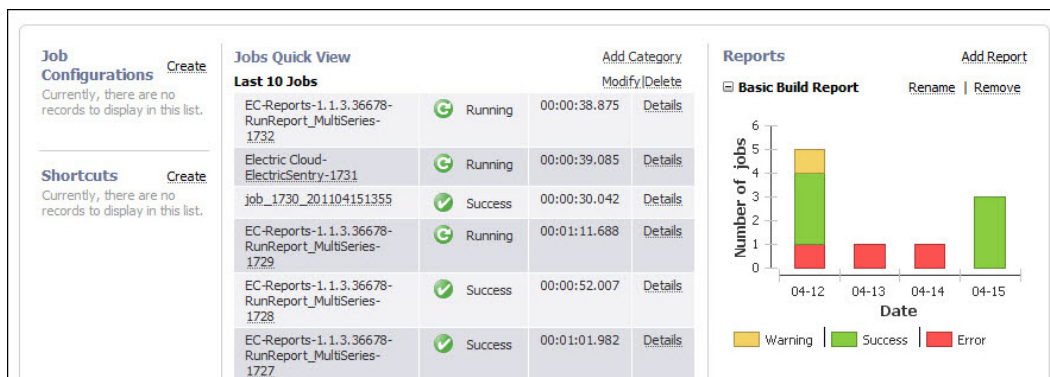 Job
Configurations
Create
Currently, there are no
records to display in this list.
Shortcuts
Create
Currently, there are no
records to display in this list.
Jobs Quick View
Add Category
Last 10 Jobs
Modify|Delete
EC-Reports-1.1.3.36678-
RunReport_MultiSeries-
1732
Running
00:00:38.875
Details
Electric Cloud-
ElectricSentry-1731
Running
00:00:39.085
Details
job_1730_201104151355
Success
00:00:30.042
Details
EC-Reports-1.1.3.36678-
RunReport_MultiSeries-
1729
Running
00:01:11.688
Details
EC-Reports-1.1.3.36678-
RunReport_MultiSeries-
1728
Success
00:00:52.007
Details
EC-Reports-1.1.3.36678-
RunReport_MultiSeries-
1727
Success
00:01:01.982
Details
Reports
Add Report
Basic Build Report
Rename | Remove
Number of jobs
6
5
4
3
2
1
0
04-12 04-13 04-14 04-15
Date
Warning Success Error